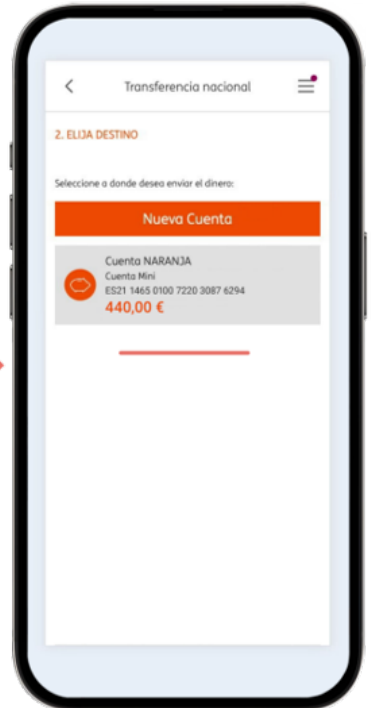 Transferencia nacional
2. ELIJA DESTINO
Seleccione a donde desea enviar el dinero:
Nueva Cuenta
Cuenta NARANJA
Cuenta Mini
ES21 1465 0100 7220 3087 6294
440,00 €